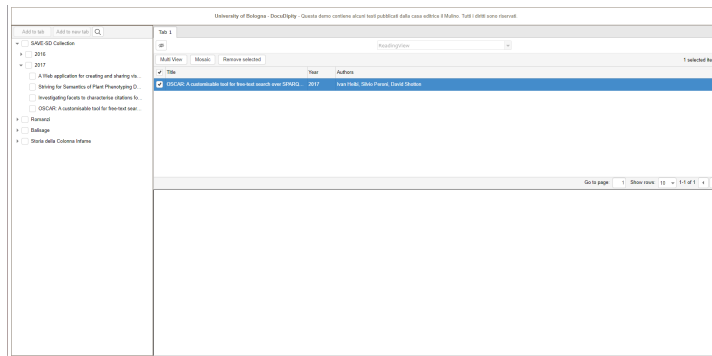 University of Bologna - DocuDipity - Questa demo contiene alcuni testi pubblicati dalla casa editrice il Mulino. Tutti i diritti sono riservati.
Add to tab Add to new tab
Tab 1
SAVE-SD Collection
2016
2017
A Web application for creating and sharing vis...
Striving for Semantics of Plant Phenotyping D...
Investigating facets to characterise citations fo...
OSCAR: A customisable tool for free-text sear...
Romanzi
Balisage
Storia della Colonna Infame
ReadingView
Multi View Mosaic Remove selected 1 selected ite
Title Year Authors
OSCAR: A customisable tool for free-text search over SPARQ... 2017 Ivan Heibi, Silvio Peroni, David Shotton
Go to page: 1 Show rows: 10 1-1 of 1